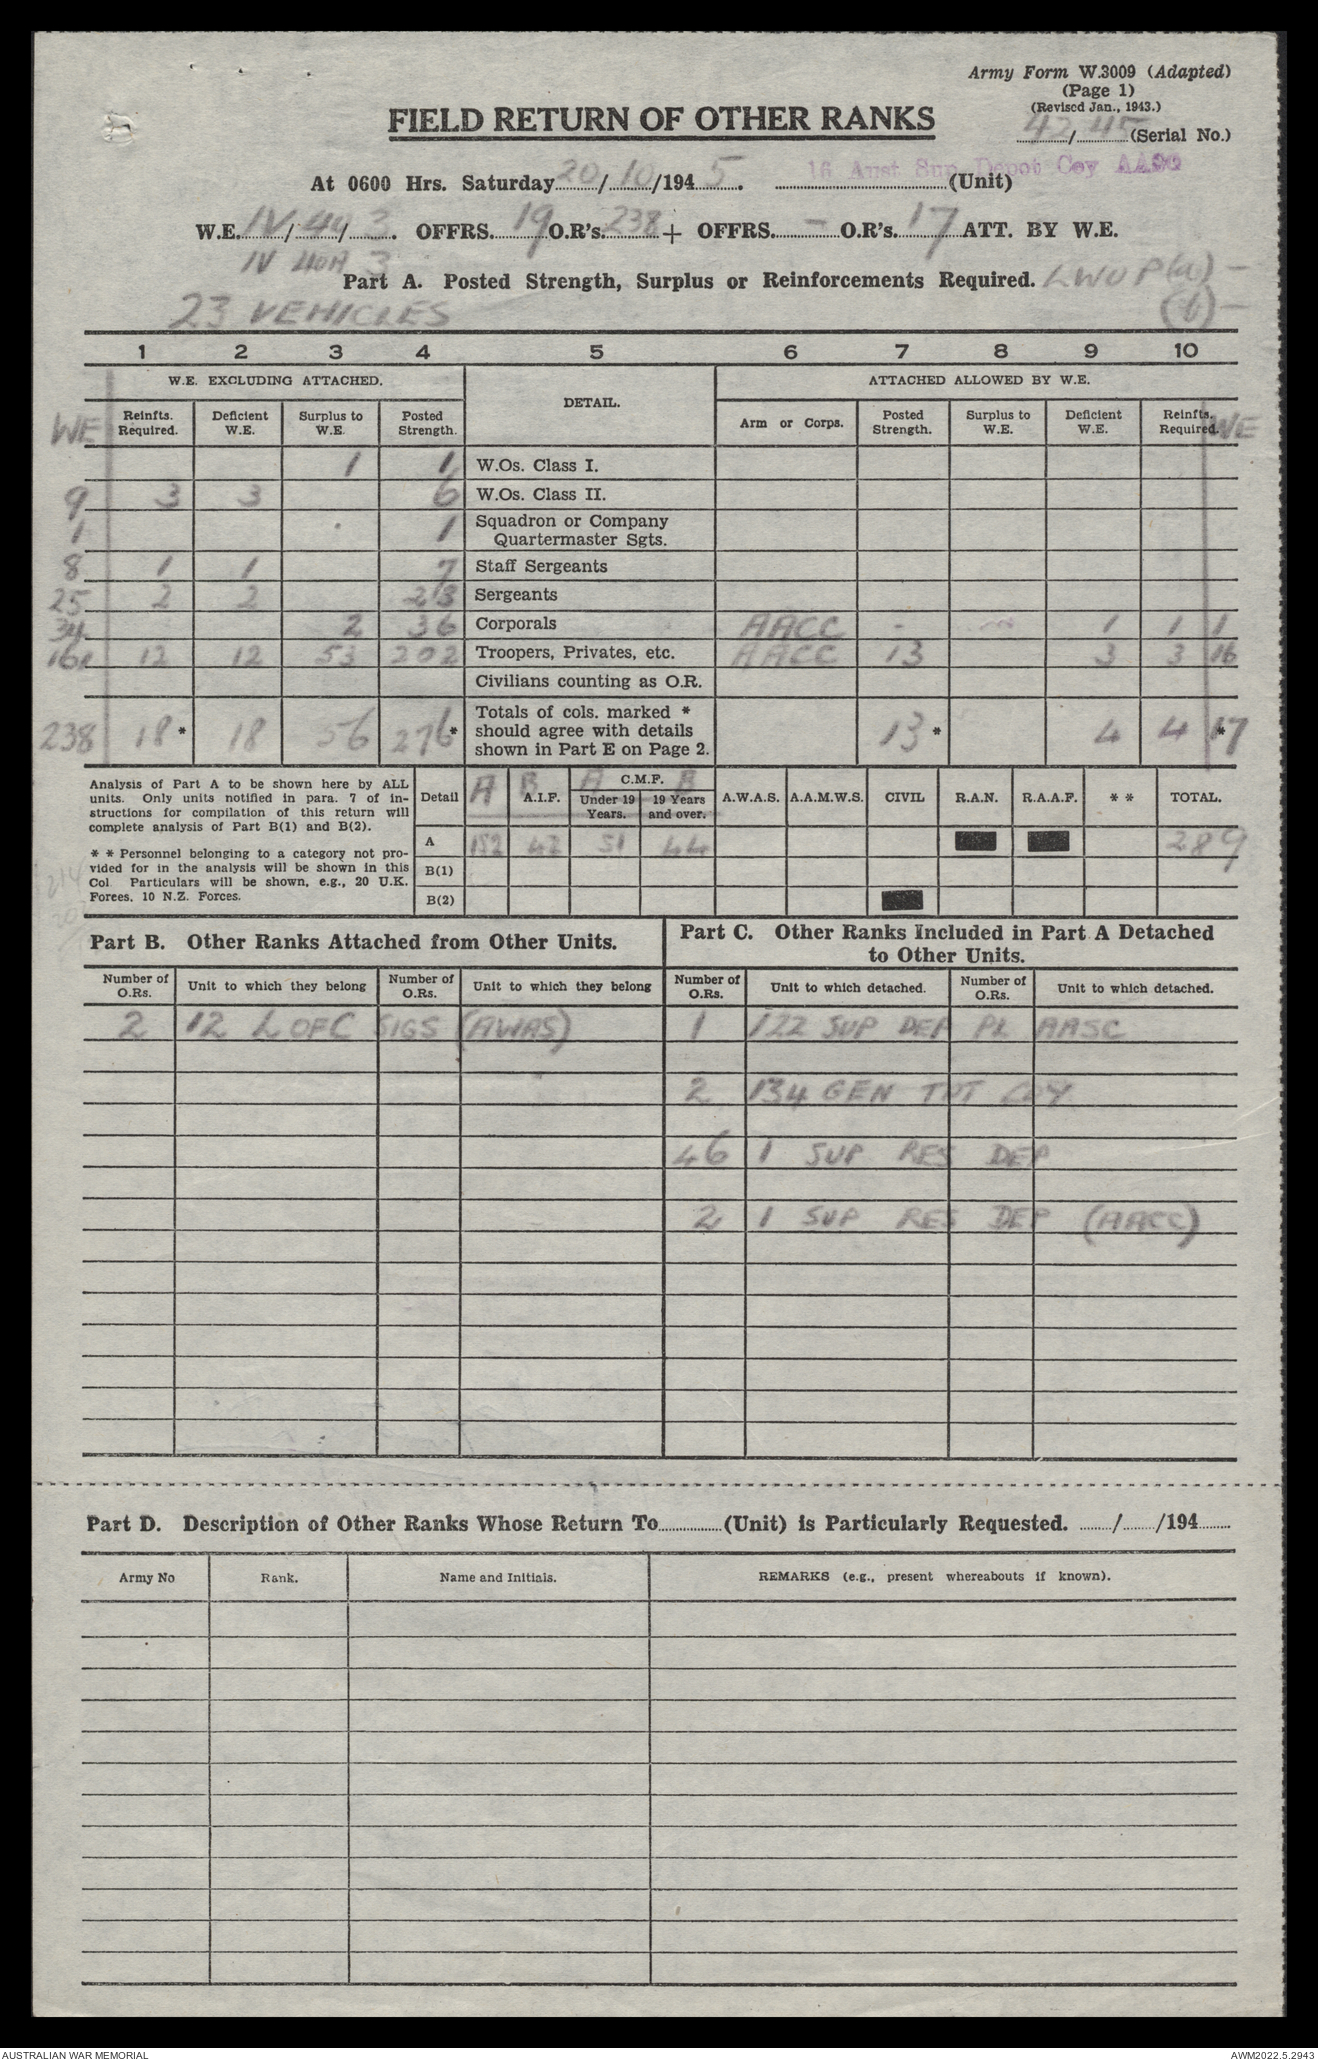 Army Form W.3009 (Adapted)
(Page 1)
(Revised Jan., 1943.)
FIELD RETURN OF OTHER RANKS
42/45 (Serial No.)
16 Aust Sup Depot Coy AASC
At 0600 Hrs. Saturday 20/10/1945. (Unit)
W.E. IV/49/3. OFFRS. 19 O.R's. 238 + OFFRS. - O.R's. 17 ATT. BY W.E.
IV 40A 3
Part A. Posted Strength, Surplus or Reinforcements Required. LWOP(a) -
(b) -
23 VEHICLES
1 2 3 4 5 6 7 8 9 10
W.E. EXCLUDING ATTACHED. DETAIL. ATTACHED ALLOWED BY W.E.
WE Reinfts. Required. Deficient W.E. Surplus to W.E. Posted Strength. Arm or Corps. Posted Strength. Surplus to W.E. Deficient W.E. Reinfts. Required. WE
1 1 W.Os. Class I.
9 3 3 6 W.Os. Class II.
1 1 Squadron or Company Quartermaster Sgts.
8 1 1 7 Staff Sergeants
25 2 2 23 Sergeants
34 2 36 Corporals AACC - 1 1 1
161 12 12 53 202 Troopers, Privates, etc. AACC 13 3 3 16
Civilians counting as O.R.
238 18* 18 56 276* Totals of cols. marked * should agree with details shown in Part E on Page 2. 13* 4 4* 17
Analysis of Part A to be shown here by ALL
units. Only units notified in para. 7 of in-
structions for compilation of this return will
complete analysis of Part B(1) and B(2).
* * Personnel belonging to a category not pro-
vided for in the analysis will be shown in this
Col. Particulars will be shown, e.g., 20 U.K.
Forces, 10 N.Z. Forces.
Detail A B A.I.F. A C.M.F. B Under 19 Years. 19 Years and over. A.W.A.S. A.A.M.W.S. CIVIL R.A.N. R.A.A.F. * * TOTAL.
A 152 42 51 44 289
B(1)
B(2)
Part B. Other Ranks Attached from Other Units.
Part C. Other Ranks Included in Part A Detached
to Other Units.
Number of O.Rs. Unit to which they belong Number of O.Rs. Unit to which they belong Number of O.Rs. Unit to which detached. Number of O.Rs. Unit to which detached.
2 12 L OF C SIGS (AWAS) 1 122 SUP DEP PL AASC
2 134 GEN TPT COY
46 1 SUP RES DEP
2 1 SUP RES DEP (AACC)
Part D. Description of Other Ranks Whose Return To (Unit) is Particularly Requested. / /194
Army No Rank. Name and Initials. REMARKS (e.g., present whereabouts if known).
AUSTRALIAN WAR MEMORIAL AWM2022.5.2943